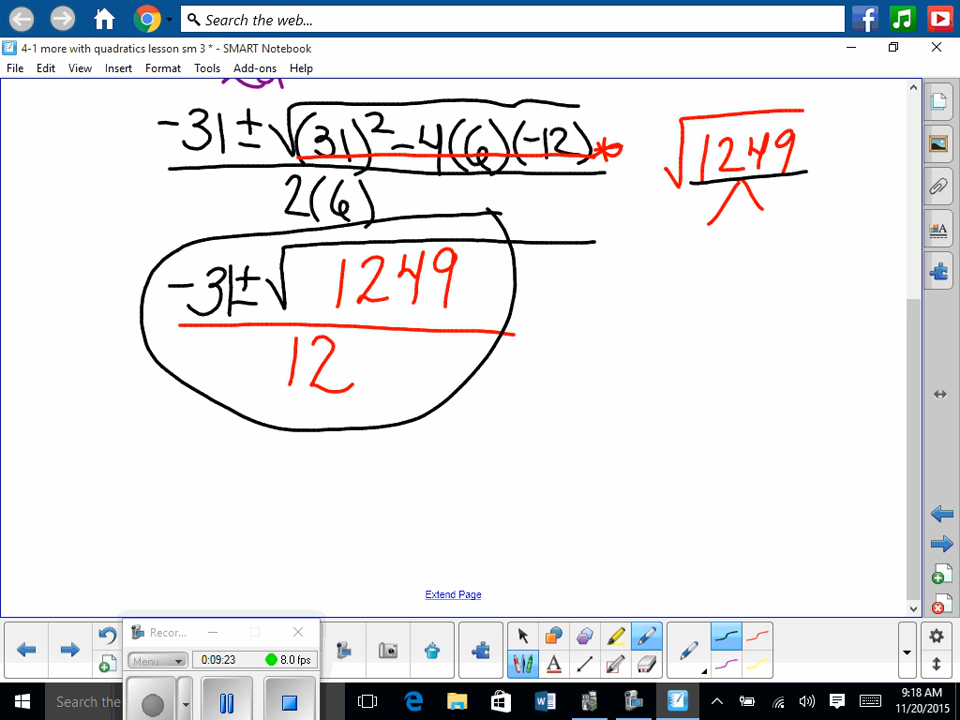 Search the web...
4-1 more with quadratics lesson sm 3 * - SMART Notebook
File Edit View Insert Format Tools Add-ons Help
-31 ± √(31)² - 4(6)(-12) *
2(6)
√1249
-31 ± √1249
12
Extend Page
Recor...
Menu
00:09:23
8.0 fps
Search the
9:18 AM
11/20/2015